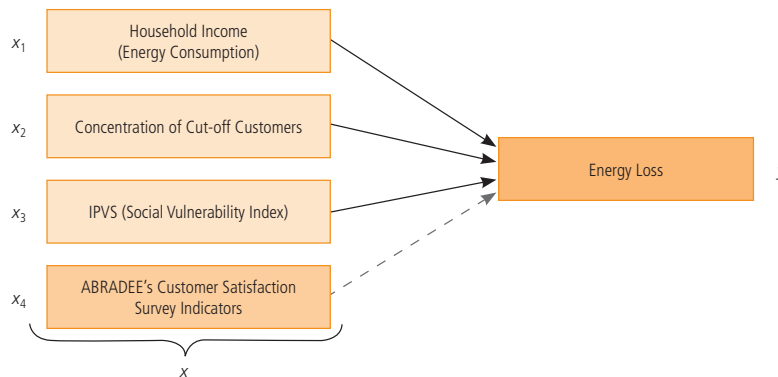 x1
Household Income
(Energy Consumption)
x2
Concentration of Cut-off Customers
Energy Loss
x3
IPVS (Social Vulnerability Index)
x4
ABRADEE's Customer Satisfaction
Survey Indicators
x